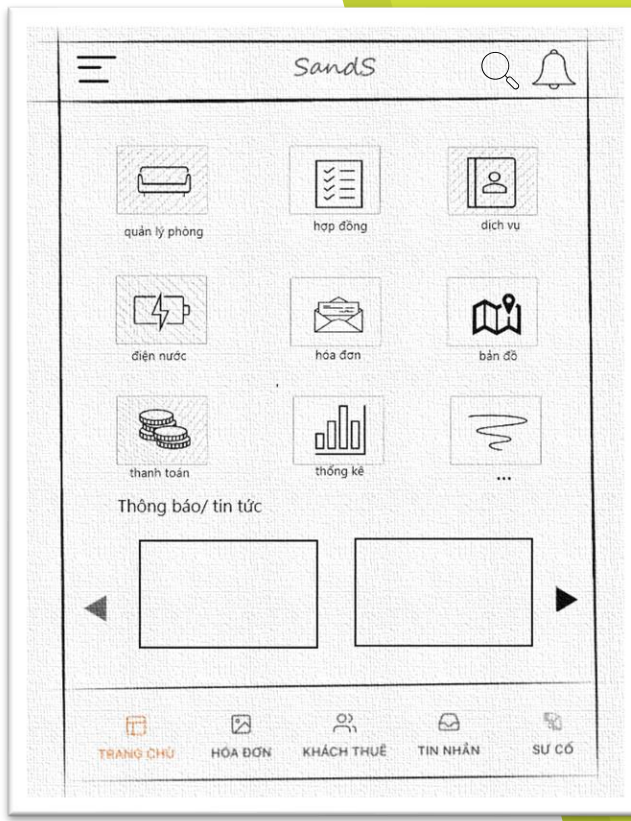 SandS
quản lý phòng
hợp đồng
dịch vụ
điện nước
hóa đơn
bản đồ
thanh toán
thống kê
...
Thông báo/ tin tức
TRANG CHỦ
HÓA ĐƠN
KHÁCH THUÊ
TIN NHẮN
SƯ CỐ